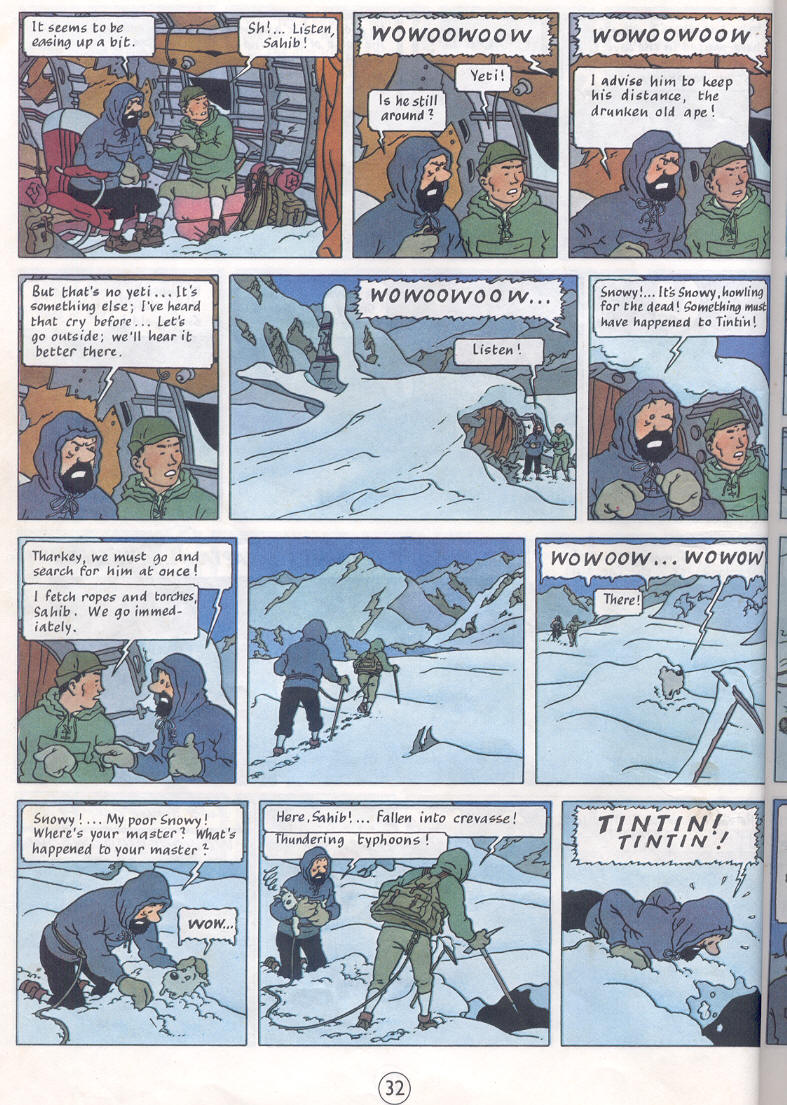 It seems to be
easing up a bit.
Sh!... Listen,
Sahib!
WOWOOWOOW
Yeti!
Is he still
around?
WOWOOWOOW
I advise him to keep
his distance, the
drunken old ape!
But that's no yeti... It's
something else; I've heard
that cry before... Let's
go outside; we'll hear it
better there.
WOWOOWOOW...
Listen!
Snowy!... It's Snowy, howling
for the dead! Something must
have happened to Tintin!
Tharkey, we must go and
search for him at once!
I fetch ropes and torches,
Sahib. We go immed-
iately.
WOWOOW... WOWOW
There!
Snowy!... My poor Snowy!
Where's your master? What's
happened to your master?
WOW...
Here, Sahib!... Fallen into crevasse!
Thundering typhoons!
TINTIN!
TINTIN!
32